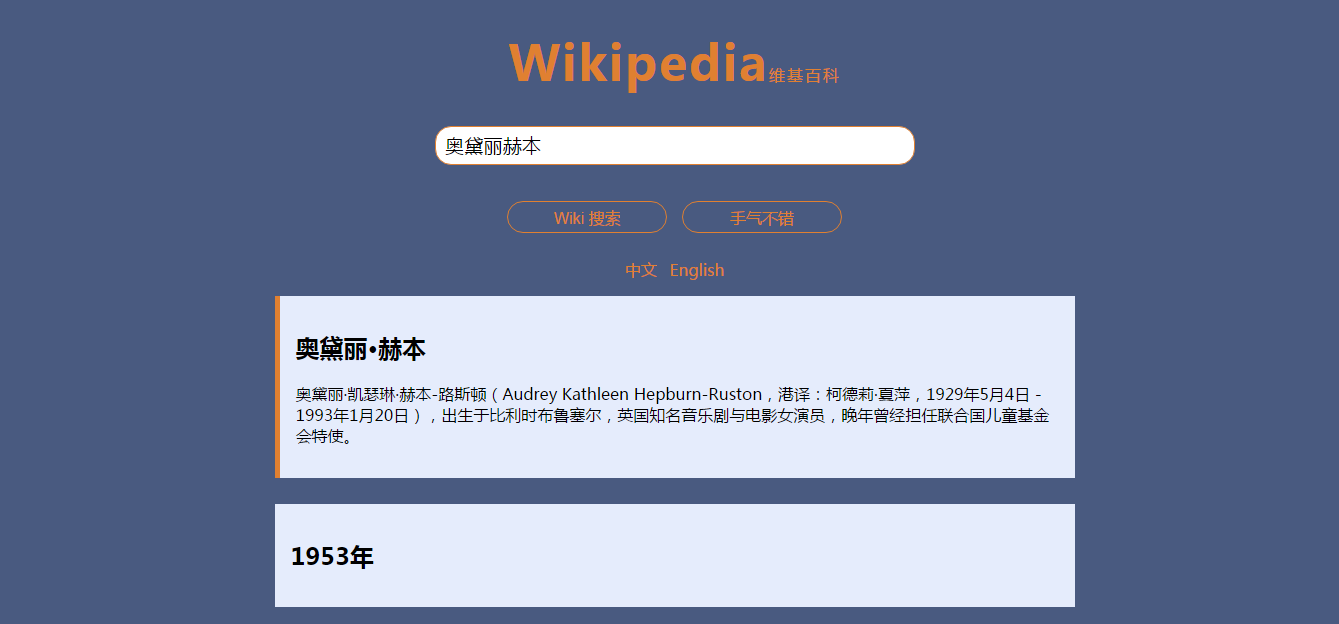 Wikipedia维基百科
奥黛丽赫本
Wiki 搜索 手气不错
中文 English
奥黛丽·赫本
奥黛丽·凯瑟琳·赫本-路斯顿（Audrey Kathleen Hepburn-Ruston，港译：柯德莉·夏萍，1929年5月4日 -
1993年1月20日），出生于比利时布鲁塞尔，英国知名音乐剧与电影女演员，晚年曾经担任联合国儿童基金
会特使。
1953年